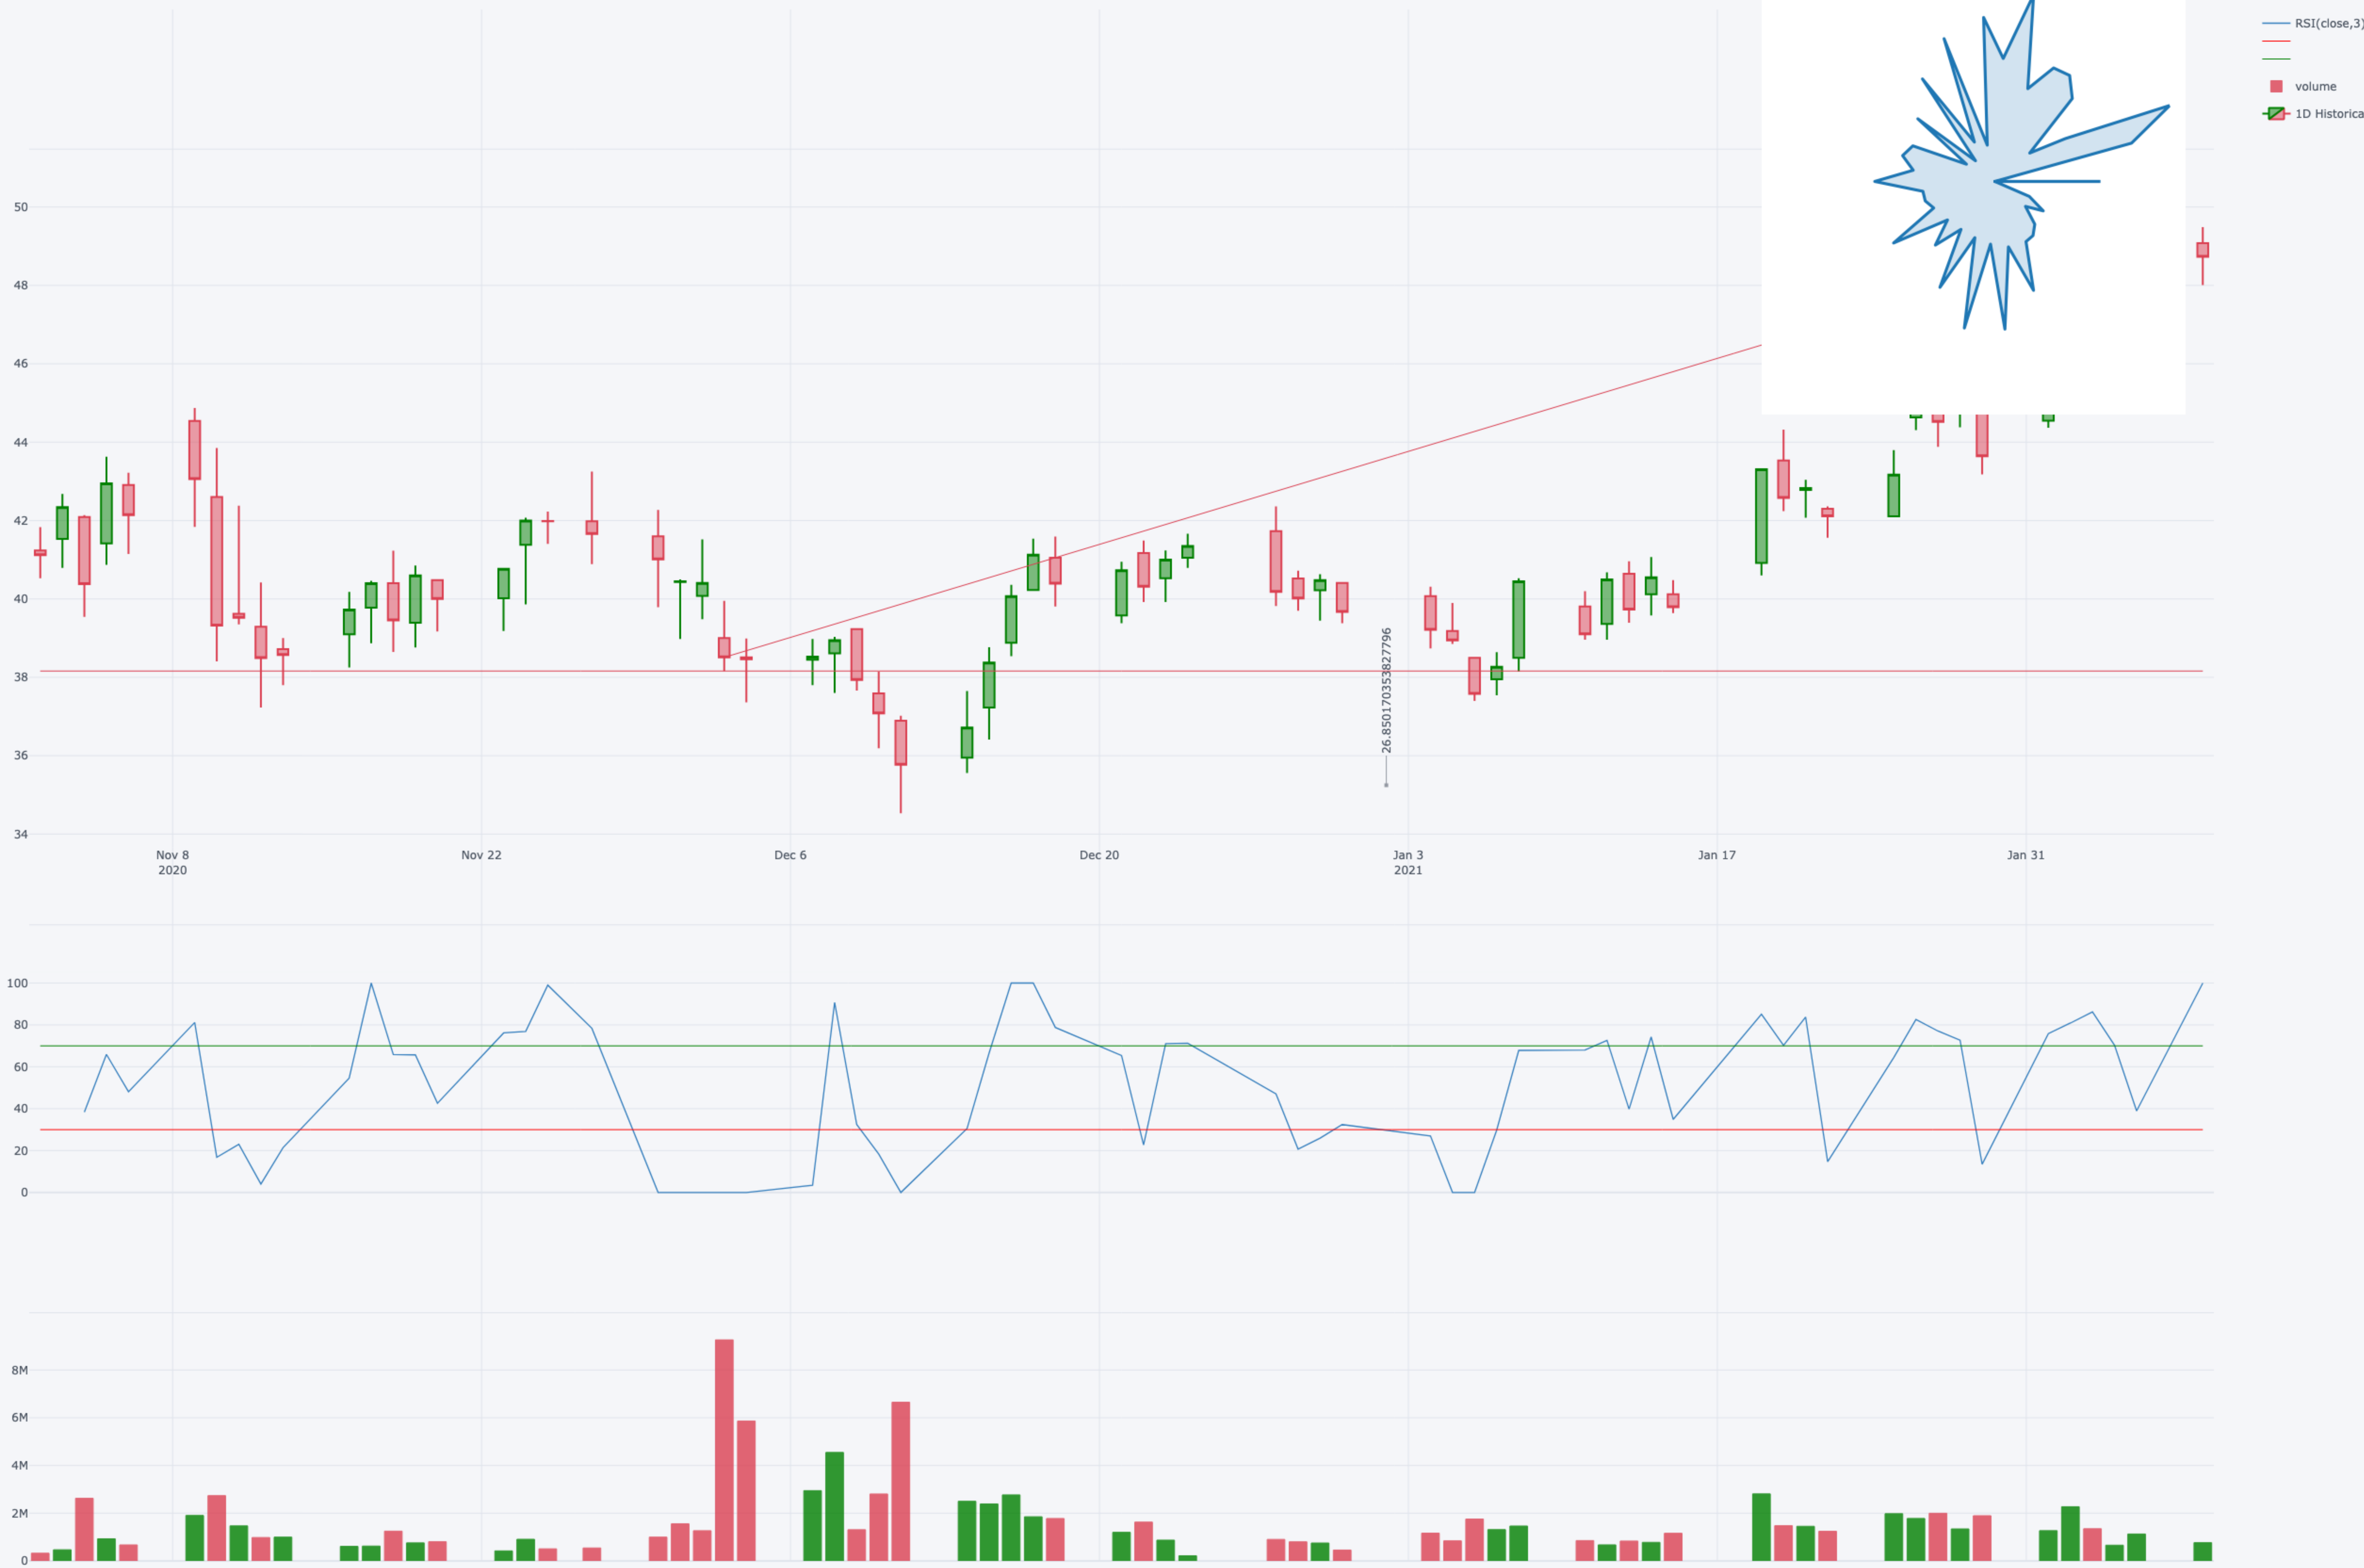 RSI(close,3)
volume
1D Historica
50
48
46
44
42
40
38
36
34
26.850170353827796
Nov 8
2020
Nov 22
Dec 6
Dec 20
Jan 3
2021
Jan 17
Jan 31
100
80
60
40
20
0
8M
6M
4M
2M
0